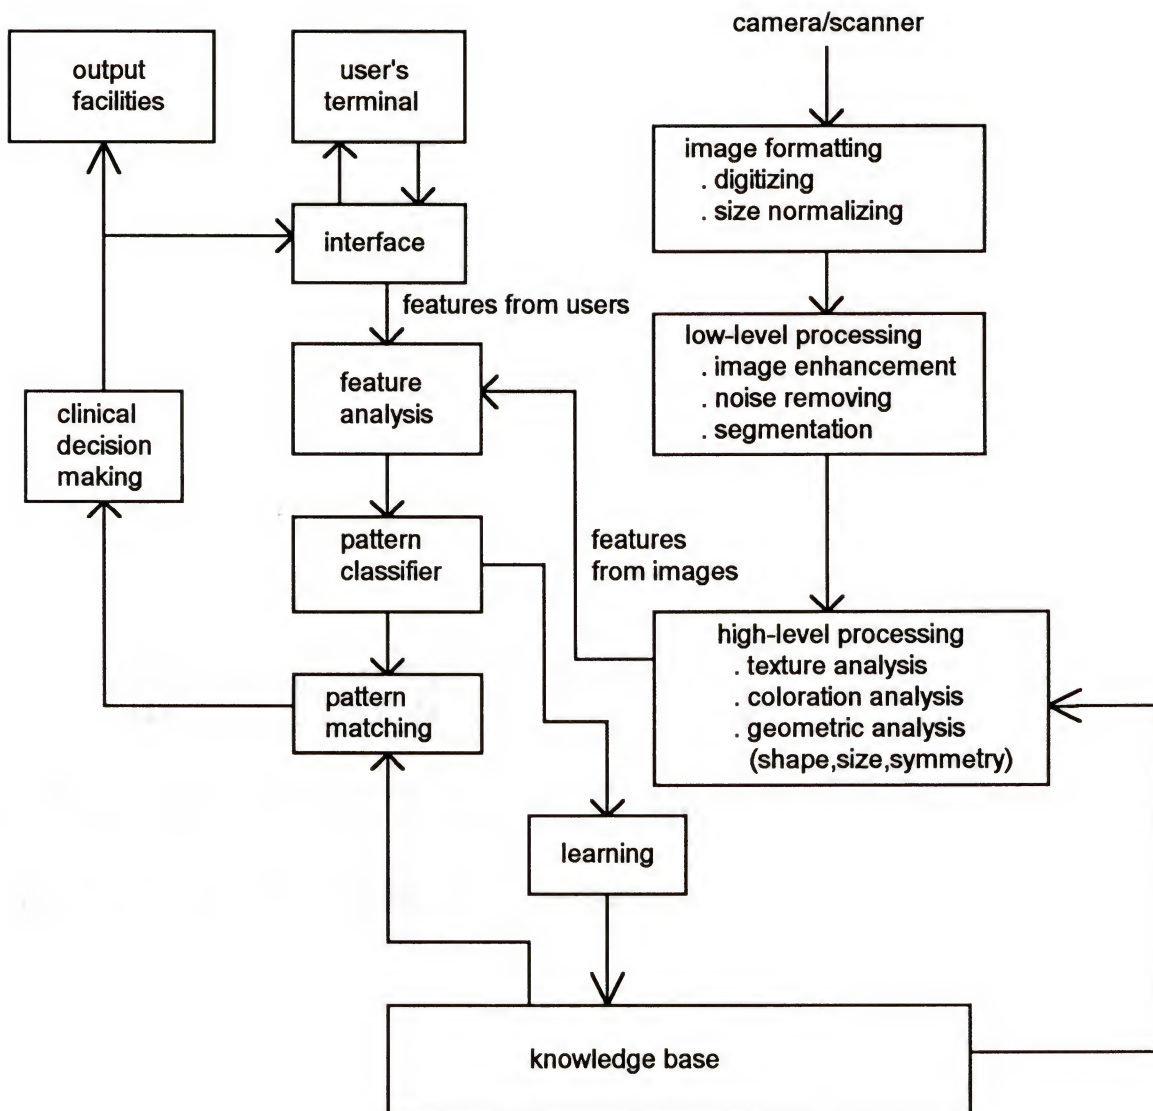 camera/scanner
output
facilities
user's
terminal
image formatting
. digitizing
. size normalizing
interface
features from users
low-level processing
. image enhancement
. noise removing
. segmentation
feature
analysis
clinical
decision
making
pattern
classifier
features
from images
high-level processing
. texture analysis
. coloration analysis
. geometric analysis
(shape,size,symmetry)
pattern
matching
learning
knowledge base